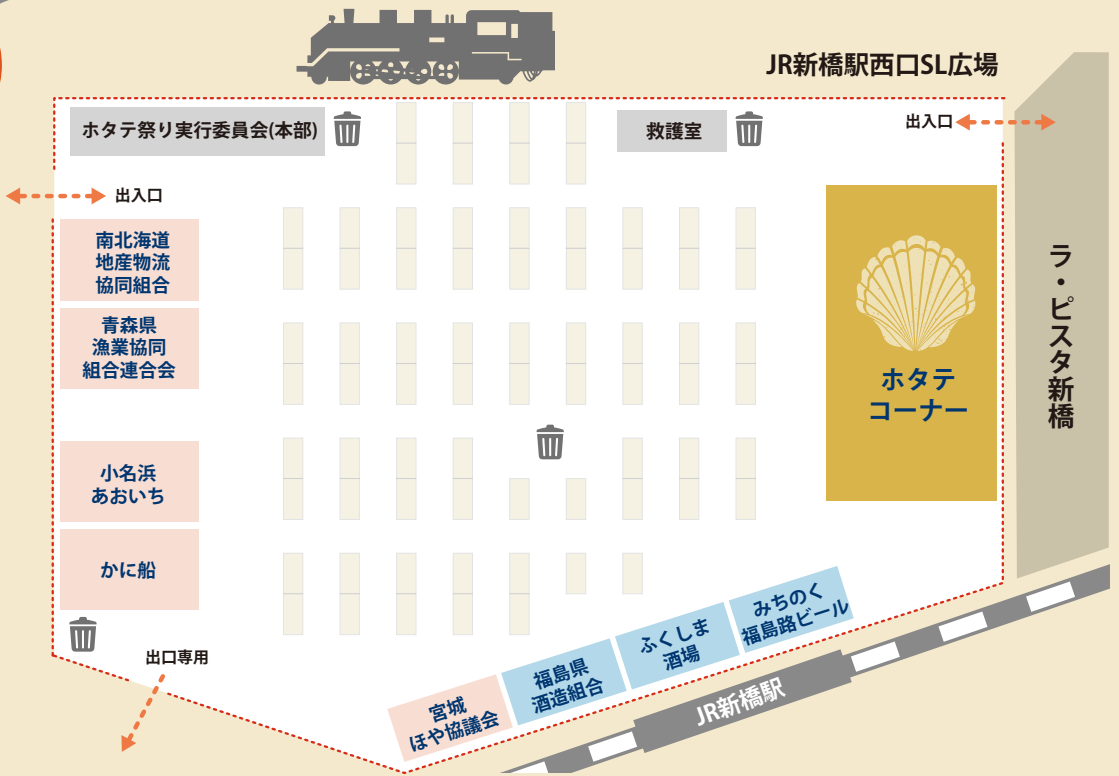 JR新橋駅西口SL広場
ホタテ祭り実行委員会(本部)
救護室
出入口
出入口
南北海道
地産物流
協同組合
青森県
漁業協同
組合連合会
小名浜
あおいち
かに船
出口専用
ホタテ
コーナー
ラ・ピスタ新橋
宮城
ほや協議会
福島県
酒造組合
ふくしま
酒場
みちのく
福島路ビール
JR新橋駅